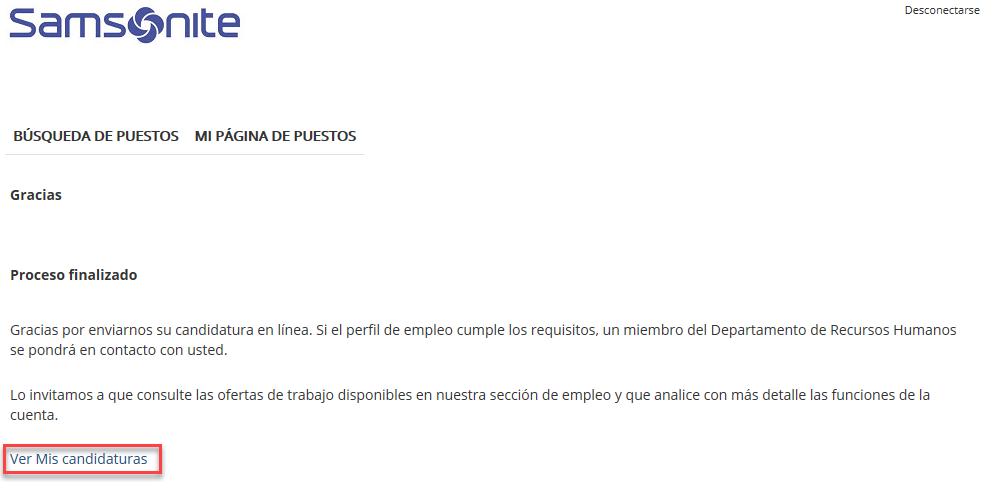 Samsonite
Desconectarse
BÚSQUEDA DE PUESTOS MI PÁGINA DE PUESTOS
Gracias
Proceso finalizado
Gracias por enviarnos su candidatura en línea. Si el perfil de empleo cumple los requisitos, un miembro del Departamento de Recursos Humanos
se pondrá en contacto con usted.
Lo invitamos a que consulte las ofertas de trabajo disponibles en nuestra sección de empleo y que analice con más detalle las funciones de la
cuenta.
Ver Mis candidaturas